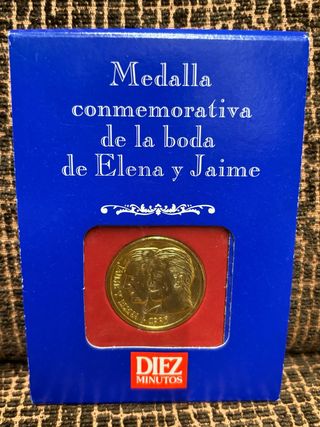 Medalla
conmemorativa
de la boda
de Elena y Jaime
DIEZ
MINUTOS